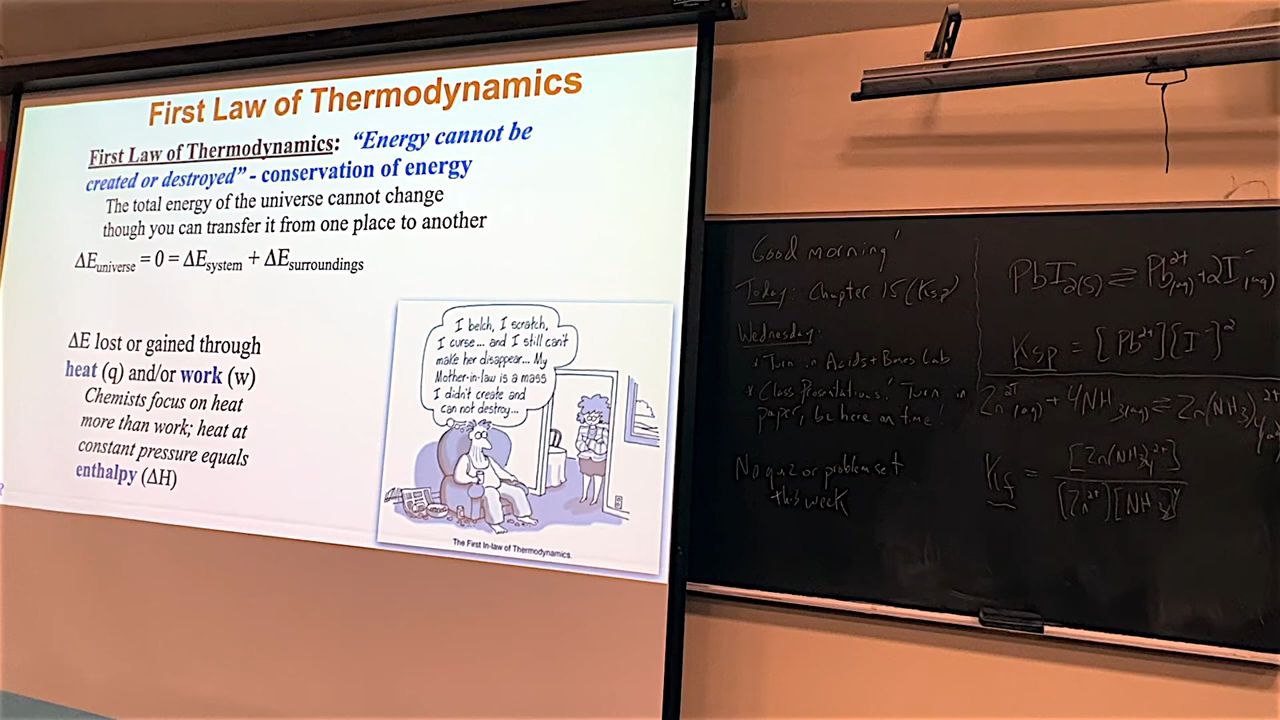 First Law of Thermodynamics
First Law of Thermodynamics: “Energy cannot be
created or destroyed” - conservation of energy
The total energy of the universe cannot change
though you can transfer it from one place to another
ΔEuniverse = 0 = ΔEsystem + ΔEsurroundings
ΔE lost or gained through
heat (q) and/or work (w)
Chemists focus on heat
more than work; heat at
constant pressure equals
enthalpy (ΔH)
I belch, I scratch,
I curse... and I still can't
make her disappear... My
Mother-in-law is a mass
I didn't create and
can not destroy...
The First In-law of Thermodynamics.
Good morning!
Today: Chapter 15 (Ksp)
Wednesday:
* Turn in Acids + Bases Lab
* Class Presentations! Turn in
paper, be here on time!
No quiz or problem set
this week
PbI₂(s) ⇌ Pb²⁺(aq) + 2I⁻(aq)
Ksp = [Pb²⁺][I⁻]²
Zn²⁺(aq) + 4NH₃(aq) ⇌ Zn(NH₃)₄²⁺(aq)
Kf = [Zn(NH₃)₄²⁺]
[Zn²⁺][NH₃]⁴